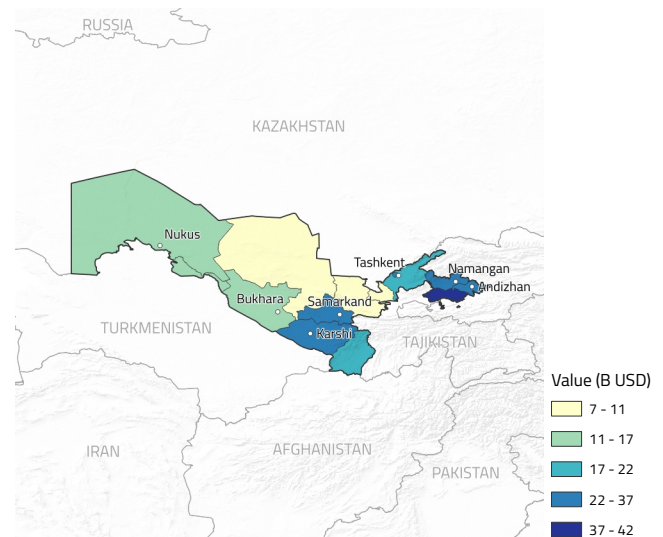 RUSSIA
KAZAKHSTAN
Nukus
Tashkent
Namangan
Andizhan
Bukhara
Samarkand
TURKMENISTAN
Karshi
TAJIKISTAN
Value (B USD)
7 - 11
11 - 17
17 - 22
22 - 37
37 - 42
IRAN
AFGHANISTAN
PAKISTAN